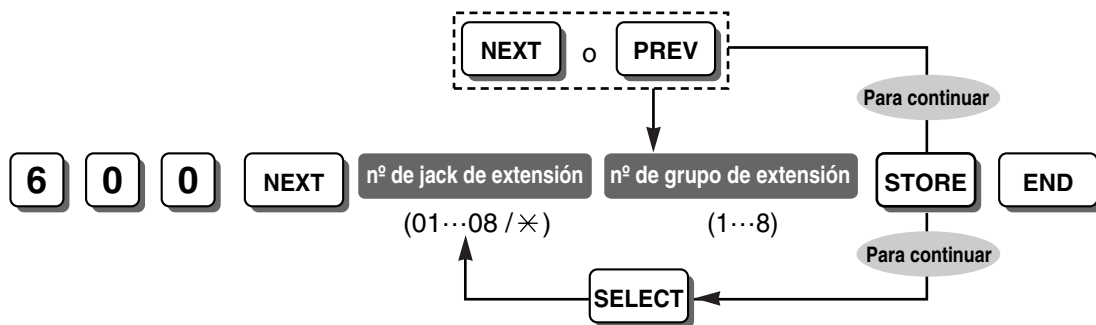 NEXT o PREV
Para continuar
6 0 0 NEXT nº de jack de extensión nº de grupo de extensión STORE END
(01···08 / ✳) (1···8)
Para continuar
SELECT